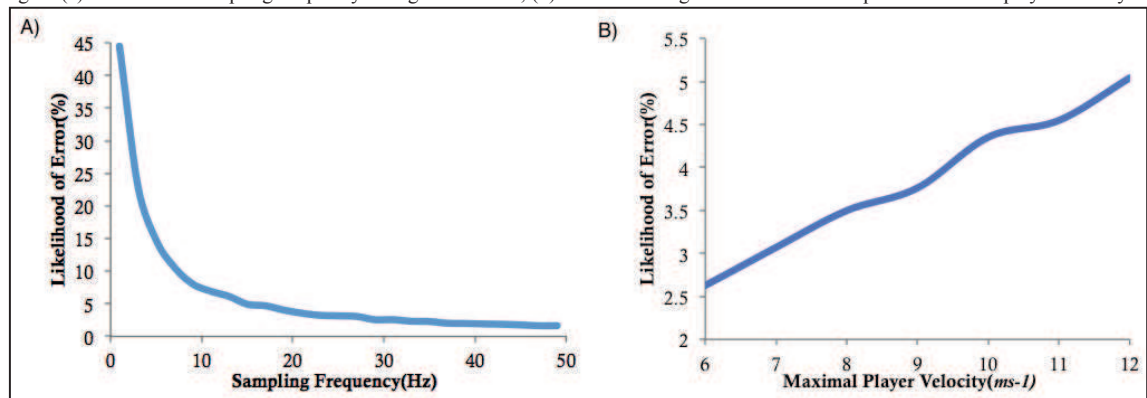 A)
Likelihood of Error(%)
45
40
35
30
25
20
15
10
5
0
0 10 20 30 40 50
Sampling Frequency(Hz)
B)
Likelihood of Error(%)
5.5
5
4.5
4
3.5
3
2.5
2
6 7 8 9 10 11 12
Maximal Player Velocity(ms-1)